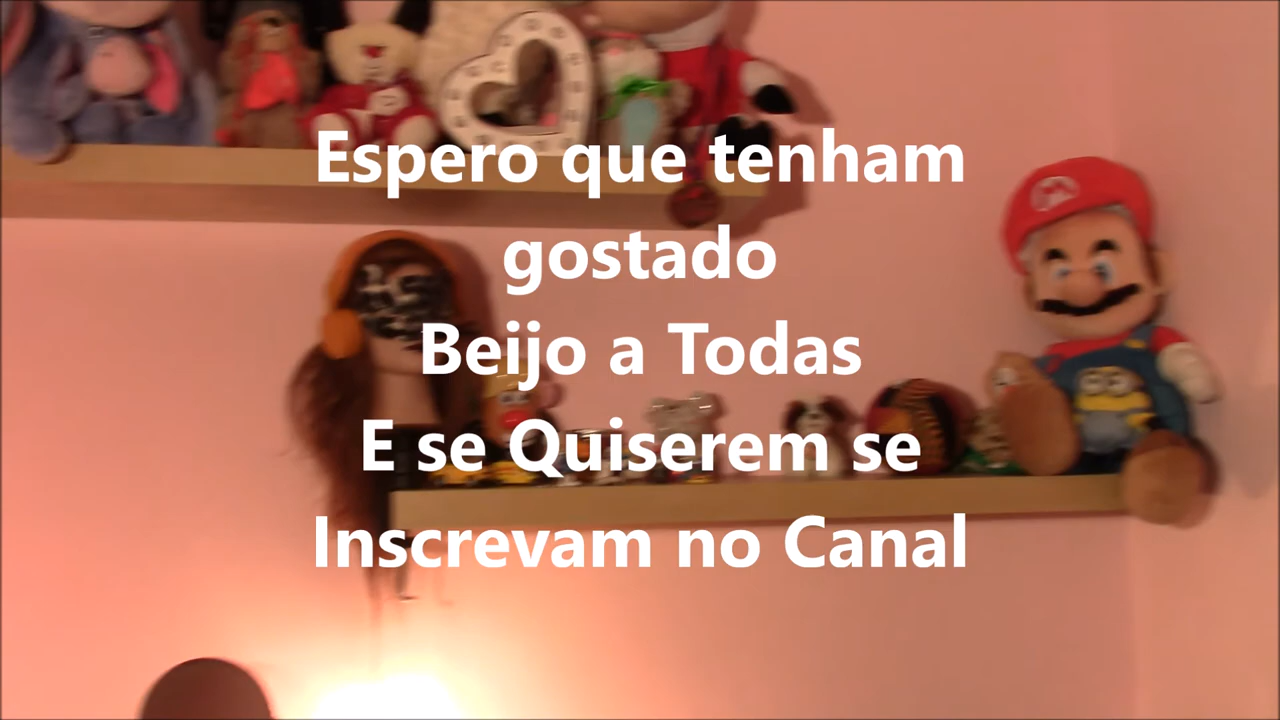 Espero que tenham
gostado
Beijo a Todas
E se Quiserem se
Inscrevam no Canal